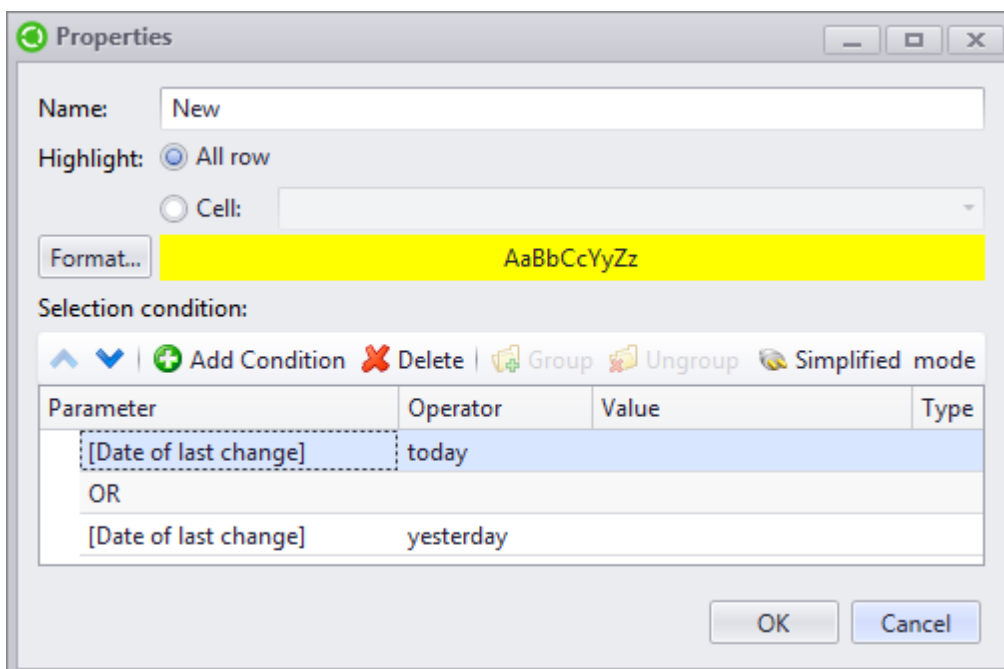 Properties
Name: New
Highlight: All row
Cell:
Format... AaBbCcYyZz
Selection condition:
Add Condition Delete Group Ungroup Simplified mode
Parameter Operator Value Type
[Date of last change] today
OR
[Date of last change] yesterday
OK Cancel